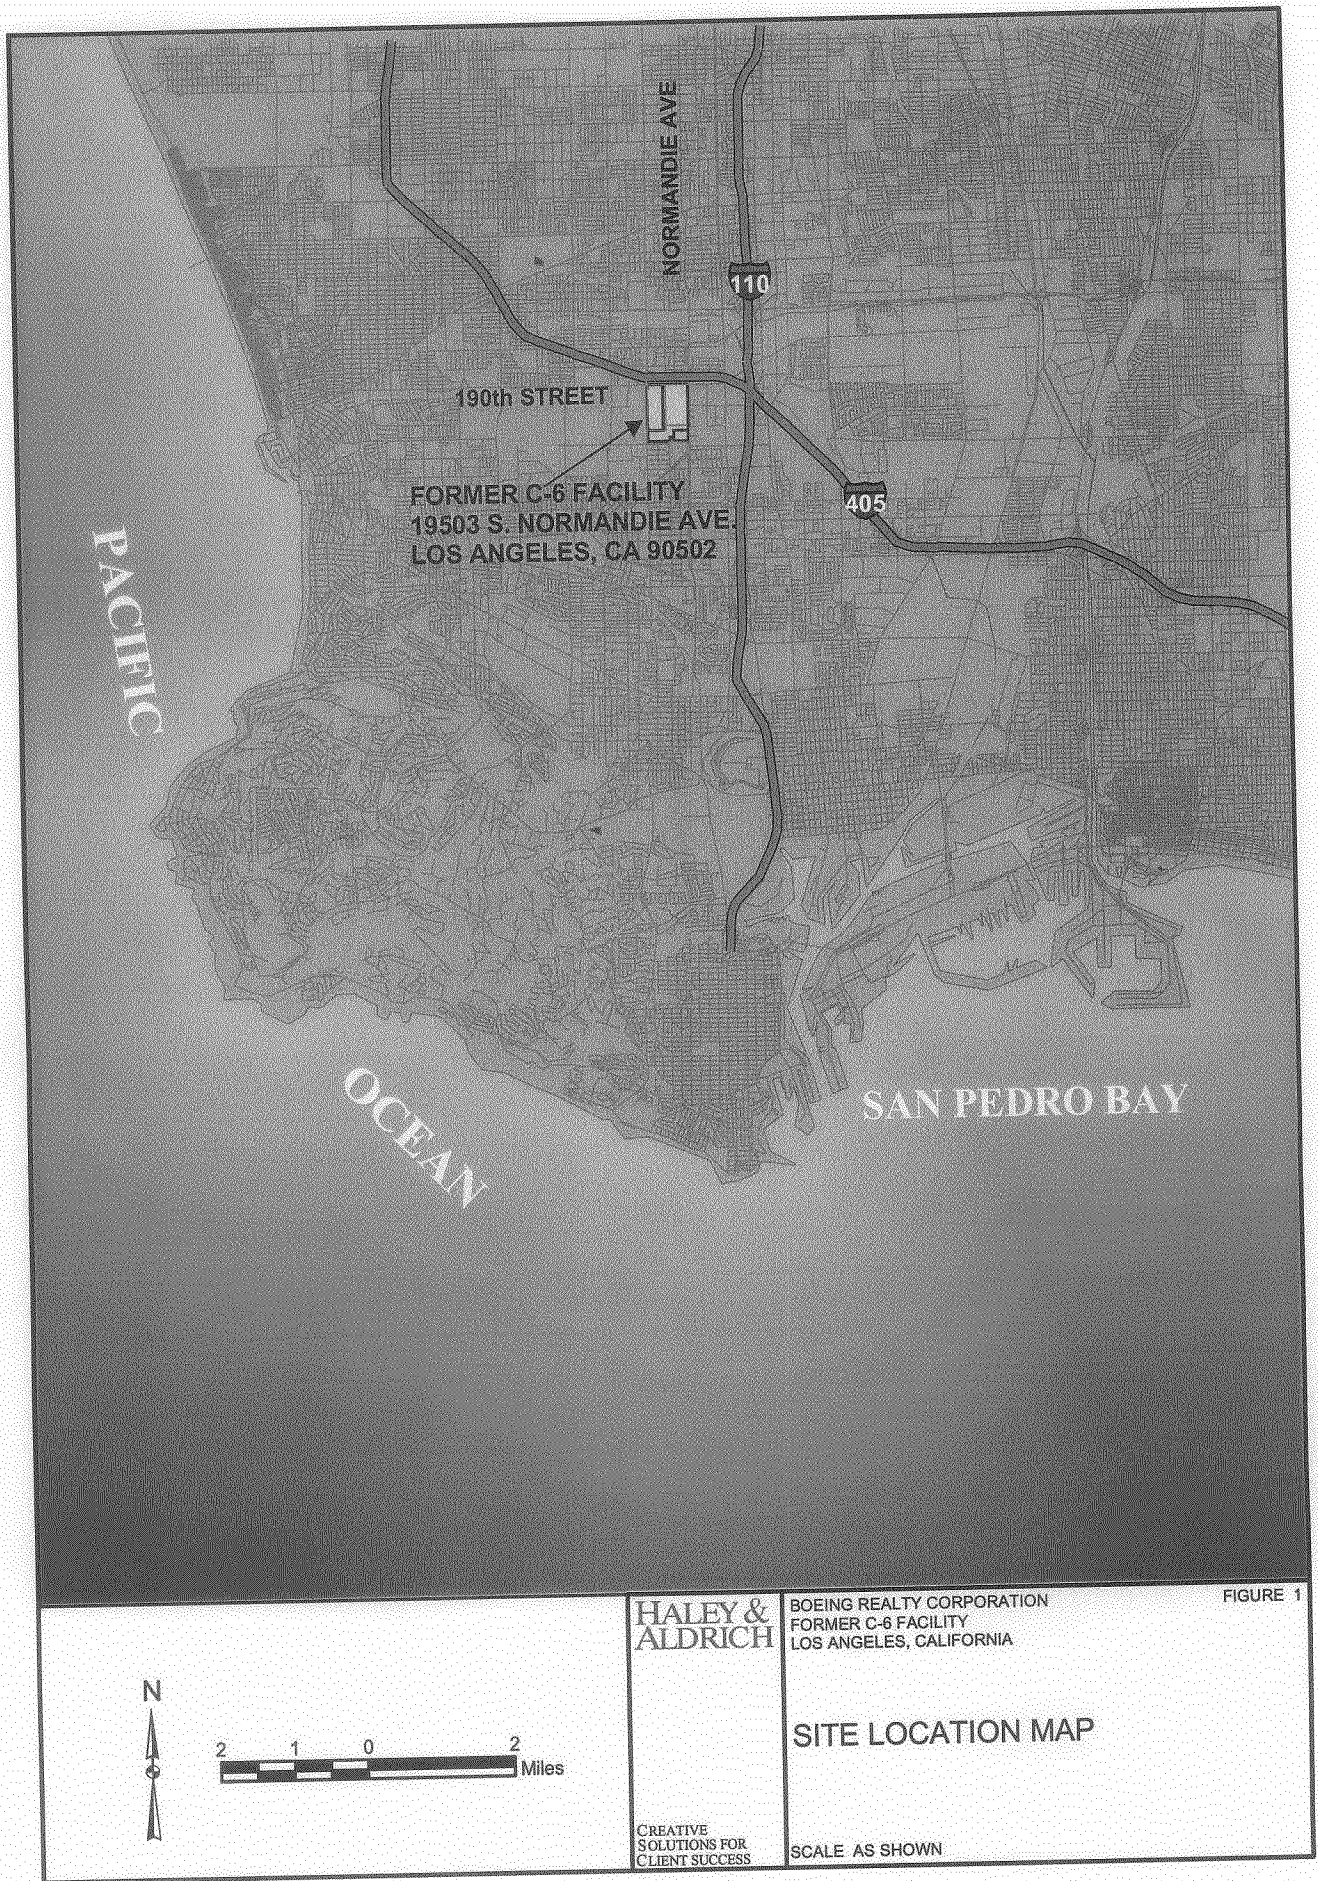 NORMANDIE AVE
110
190th STREET
FORMER C-6 FACILITY
19503 S. NORMANDIE AVE.
LOS ANGELES, CA 90502
405
PACIFIC
OCEAN
SAN PEDRO BAY
HALEY &
ALDRICH
CREATIVE
SOLUTIONS FOR
CLIENT SUCCESS
BOEING REALTY CORPORATION
FORMER C-6 FACILITY
LOS ANGELES, CALIFORNIA
FIGURE 1
SITE LOCATION MAP
SCALE AS SHOWN
N
2 1 0 2
Miles